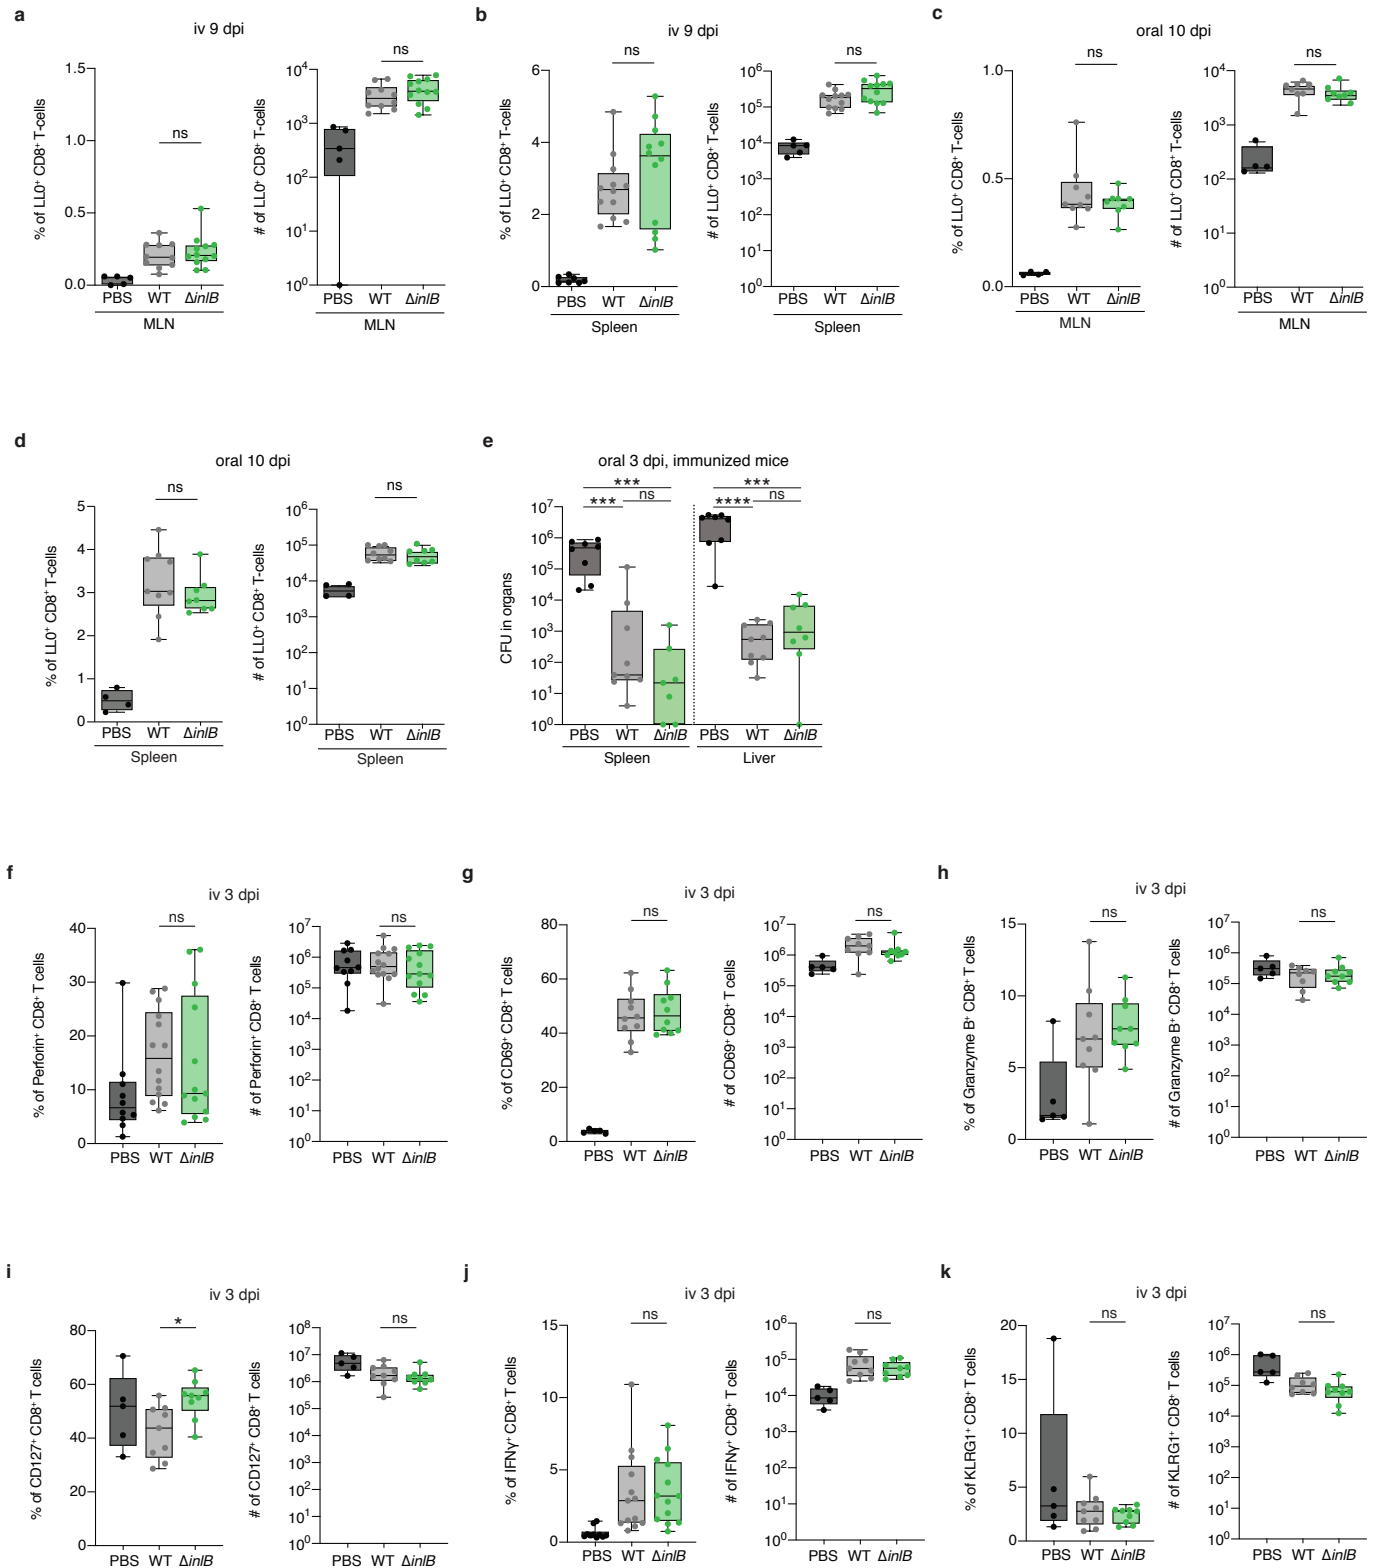 a
iv 9 dpi
% of LL0⁺ CD8⁺ T-cells
1.5
1.0
0.5
0.0
ns
PBS WT ΔinlB
MLN
# of LL0⁺ CD8⁺ T-cells
10⁴
10³
10²
10¹
10⁰
ns
PBS WT ΔinlB
MLN
b
iv 9 dpi
% of LL0⁺ CD8⁺ T-cells
6
4
2
0
ns
PBS WT ΔinlB
Spleen
# of LL0⁺ CD8⁺ T-cells
10⁶
10⁵
10⁴
10³
10²
10¹
10⁰
ns
PBS WT ΔinlB
Spleen
c
oral 10 dpi
% of LL0⁺ CD8⁺ T-cells
1.0
0.5
0.0
ns
PBS WT ΔinlB
MLN
# of LL0⁺ CD8⁺ T-cells
10⁴
10³
10²
10¹
10⁰
ns
PBS WT ΔinlB
MLN
d
oral 10 dpi
% of LL0⁺ CD8⁺ T-cells
5
4
3
2
1
0
ns
PBS WT ΔinlB
Spleen
# of LL0⁺ CD8⁺ T-cells
10⁶
10⁵
10⁴
10³
10²
10¹
10⁰
ns
PBS WT ΔinlB
Spleen
e
oral 3 dpi, immunized mice
CFU in organs
10⁷
10⁶
10⁵
10⁴
10³
10²
10¹
10⁰
*** ***
*** ns **** ns
PBS WT ΔinlB PBS WT ΔinlB
Spleen Liver
f
iv 3 dpi
% of Perforin⁺ CD8⁺ T cells
40
30
20
10
0
ns
PBS WT ΔinlB
# of Perforin⁺ CD8⁺ T cells
10⁷
10⁶
10⁵
10⁴
10³
10²
10¹
10⁰
ns
PBS WT ΔinlB
g
iv 3 dpi
% of CD69⁺ CD8⁺ T cells
80
60
40
20
0
ns
PBS WT ΔinlB
# of CD69⁺ CD8⁺ T cells
10⁷
10⁶
10⁵
10⁴
10³
10²
10¹
10⁰
ns
PBS WT ΔinlB
h
iv 3 dpi
% of Granzyme B⁺ CD8⁺ T cells
15
10
5
0
ns
PBS WT ΔinlB
# of Granzyme B⁺ CD8⁺ T cells
10⁷
10⁶
10⁵
10⁴
10³
10²
10¹
10⁰
ns
PBS WT ΔinlB
i
iv 3 dpi
% of CD127⁺ CD8⁺ T cells
80
60
40
20
0
*
PBS WT ΔinlB
# of CD127⁺ CD8⁺ T cells
10⁸
10⁷
10⁶
10⁵
10⁴
10³
10²
10¹
10⁰
ns
PBS WT ΔinlB
j
iv 3 dpi
% of IFNγ⁺ CD8⁺ T cells
15
10
5
0
ns
PBS WT ΔinlB
# of IFNγ⁺ CD8⁺ T cells
10⁶
10⁵
10⁴
10³
10²
10¹
10⁰
ns
PBS WT ΔinlB
k
iv 3 dpi
% of KLRG1⁺ CD8⁺ T cells
20
15
10
5
0
ns
PBS WT ΔinlB
# of KLRG1⁺ CD8⁺ T cells
10⁷
10⁶
10⁵
10⁴
10³
10²
10¹
10⁰
ns
PBS WT ΔinlB